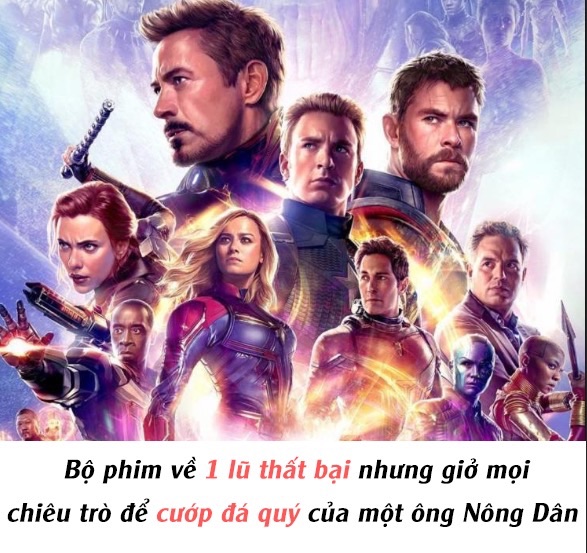 Bộ phim về 1 lũ thất bại nhưng giở mọi
chiêu trò để cướp đá quý của một ông Nông Dân